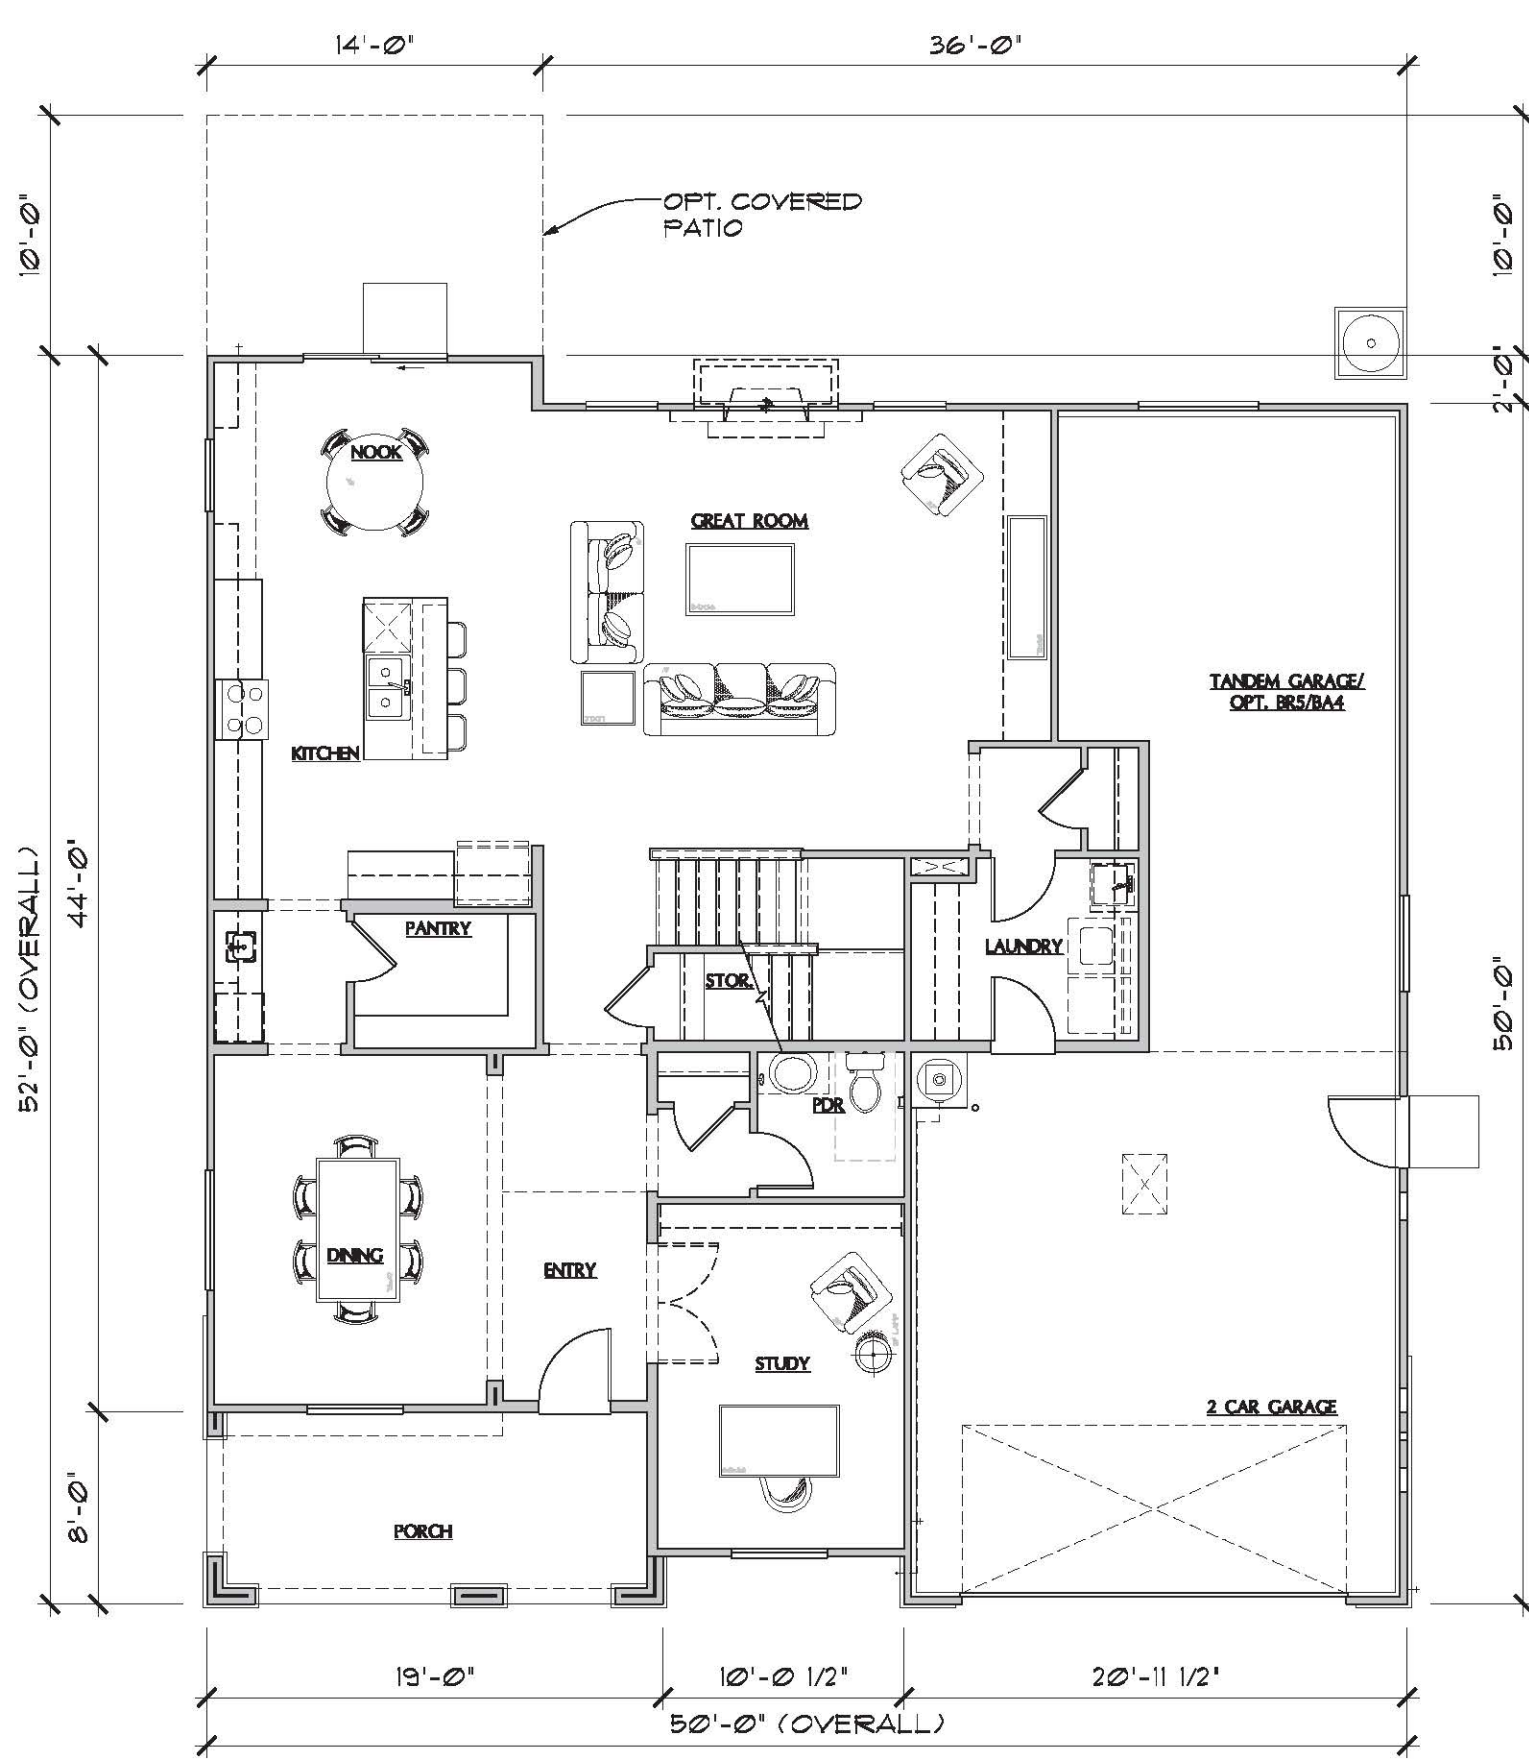 14'-0"
36'-0"
10'-0"
OPT. COVERED
PATIO
10'-0"
2'-0"
NOOK
GREAT ROOM
TANDEM GARAGE/
OPT. BR5/BA4
KITCHEN
52'-0" (OVERALL)
44'-0"
PANTRY
LAUNDRY
STOR.
50'-0"
PDR
DINING
ENTRY
STUDY
2 CAR GARAGE
8'-0"
PORCH
19'-0"
10'-0 1/2"
20'-11 1/2"
50'-0" (OVERALL)